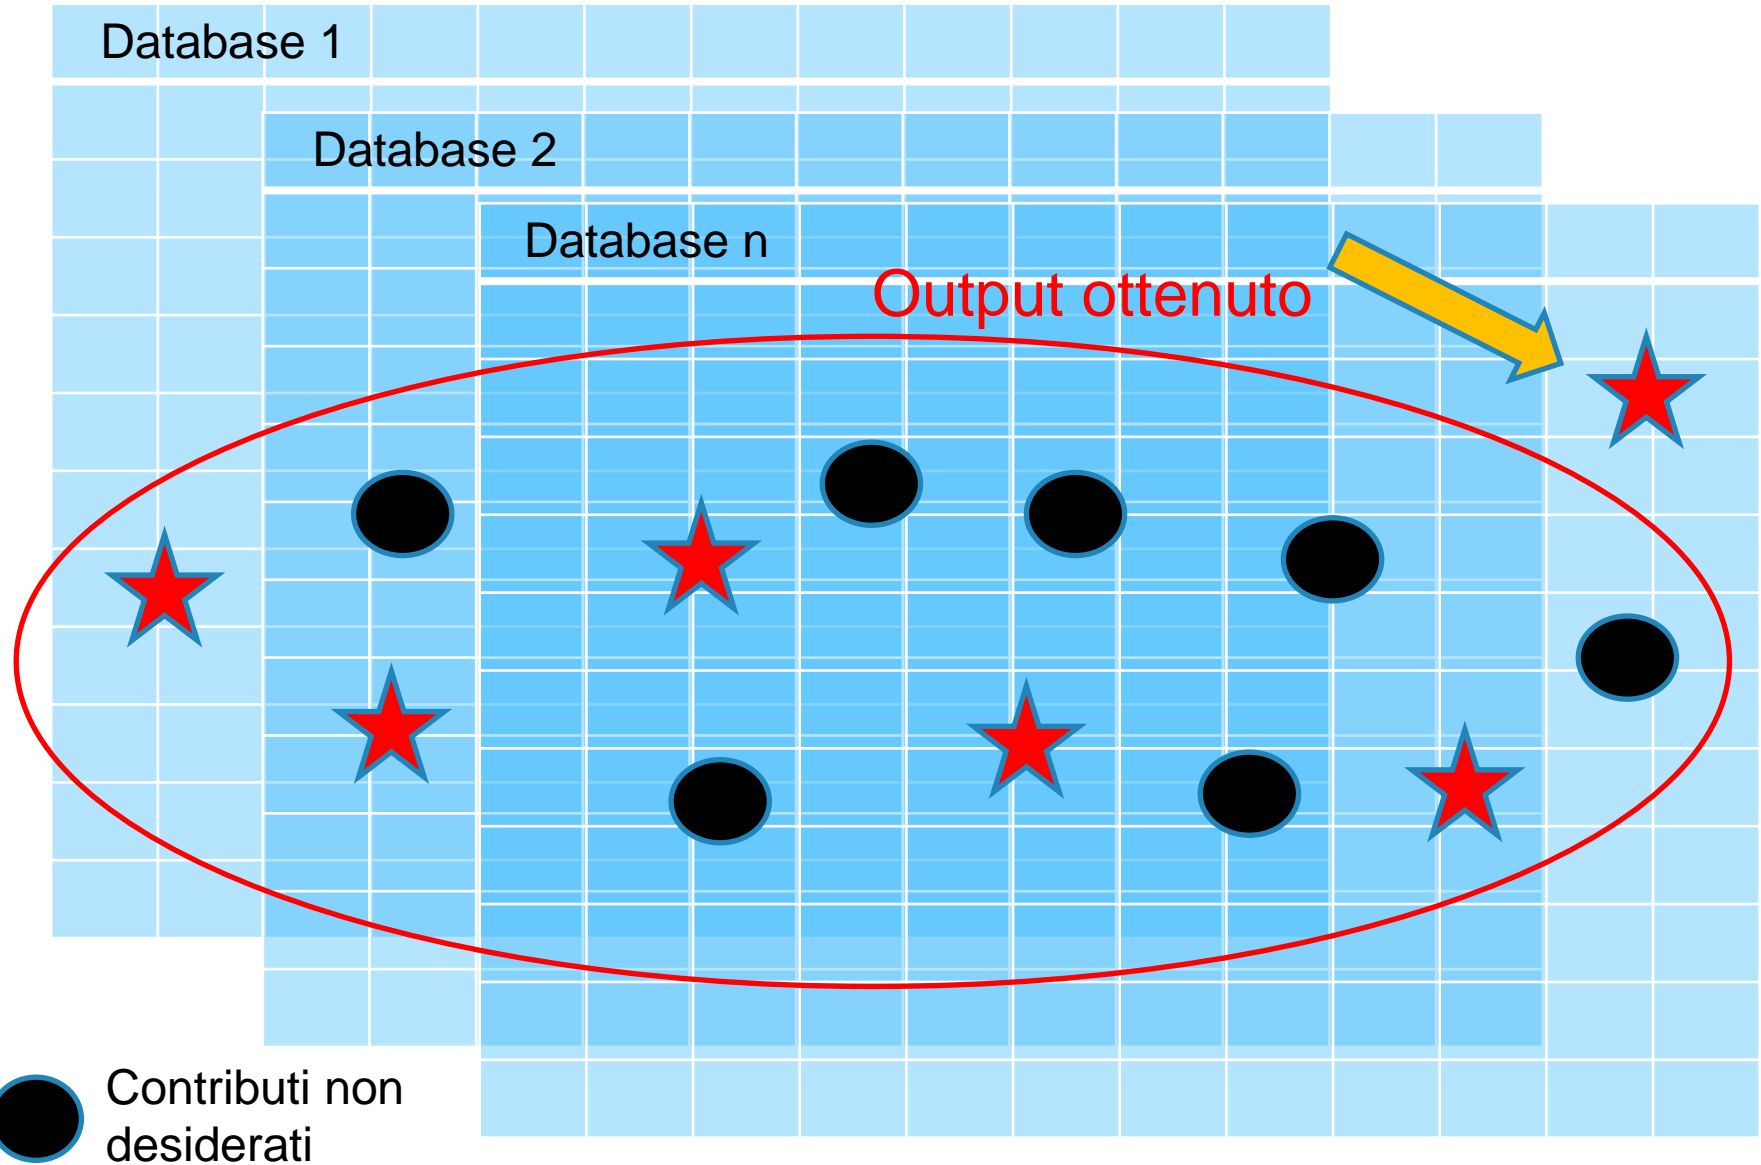 Database 1
Database 2
Database n
Output ottenuto
Contributi non
desiderati